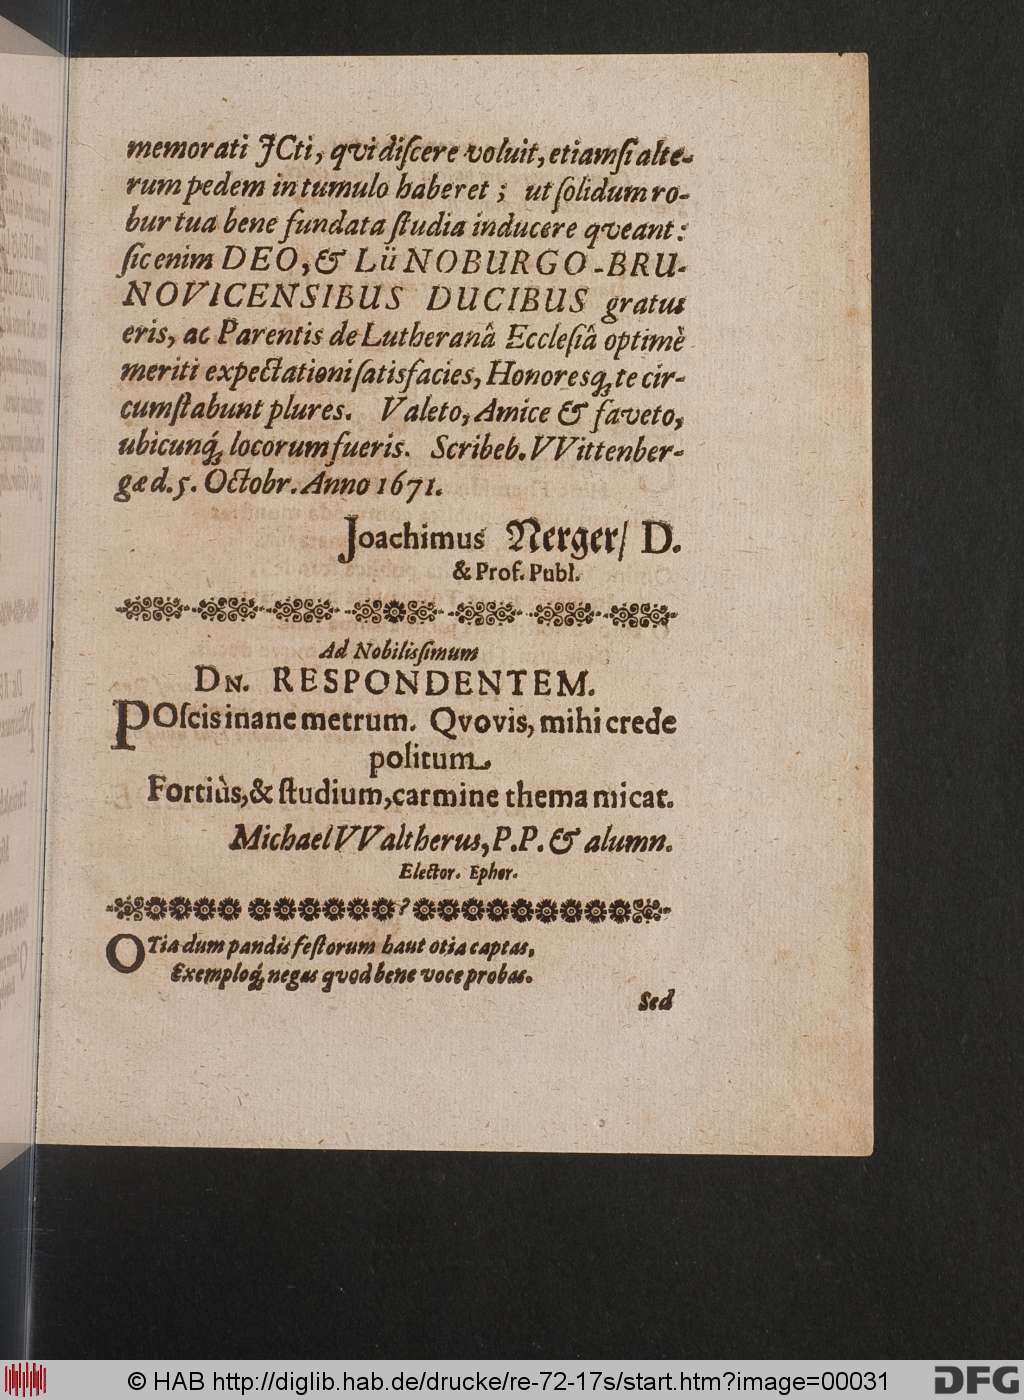 memorati JCti, qvi diſcere voluit, etiamſi alte-
rum pedem in tumulo haberet; ut ſolidum ro-
bur tua bene fundata ſtudia inducere qveant:
ſic enim DEO, & LüNOBURGO-BRU-
NOVICENSIBUS DUCIBUS gratus
eris, ac Parentis de Lutheranâ Eccleſiâ optimè
meriti expectationi ſatisfacies, Honoresq́; te cir-
cumſtabunt plures. Valeto, Amice & faveto,
ubicunq́; locorum fueris. Scribeb. VVittenber-
gæ d. 5. Octobr. Anno 1671.
Joachimus Nerger/ D.
& Prof. Publ.
Ad Nobilisſimum
DN. RESPONDENTEM.
POſcis inane metrum. Qvovis, mihi crede
politum
Fortiùs, & ſtudium, carmine thema micat.
Michael VValtherus, P.P. & alumn.
Elector. Ephor.
OTia dum pandis feſtorum haut otia captas,
Exemploq́; negas quod bene voce probas.
Sed
© HAB http://diglib.hab.de/drucke/re-72-17s/start.htm?image=00031
DFG